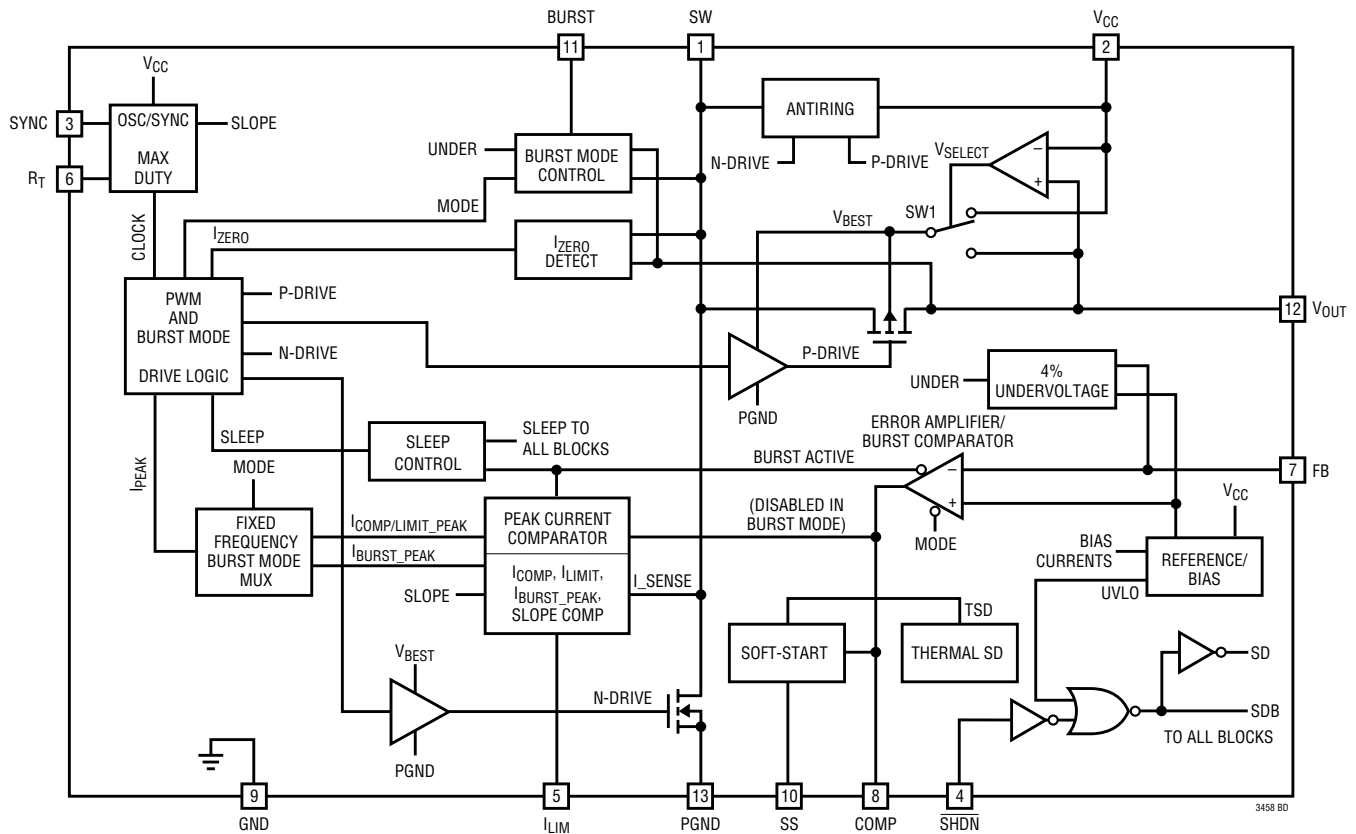 BURST
SW
VCC
11
1
2
VCC
SYNC
3
OSC/SYNC
MAX
DUTY
SLOPE
RT
6
ANTIRING
N-DRIVE
P-DRIVE
UNDER
BURST MODE
CONTROL
MODE
VSELECT
–
+
CLOCK
IZERO
IZERO
DETECT
VBEST
SW1
PWM
AND
BURST MODE
DRIVE LOGIC
P-DRIVE
N-DRIVE
12
VOUT
P-DRIVE
PGND
UNDER
4%
UNDERVOLTAGE
SLEEP
SLEEP
CONTROL
SLEEP TO
ALL BLOCKS
ERROR AMPLIFIER/
BURST COMPARATOR
BURST ACTIVE
–
+
7
FB
IPEAK
MODE
(DISABLED IN
BURST MODE)
MODE
VCC
FIXED
FREQUENCY
BURST MODE
MUX
ICOMP/LIMIT_PEAK
IBURST_PEAK
SLOPE
PEAK CURRENT
COMPARATOR
ICOMP, ILIMIT,
IBURST_PEAK,
SLOPE COMP
I_SENSE
BIAS
CURRENTS
REFERENCE/
BIAS
UVLO
TSD
SOFT-START
THERMAL SD
SD
VBEST
N-DRIVE
PGND
SDB
TO ALL BLOCKS
9
5
13
10
8
4
GND
ILIM
PGND
SS
COMP
SHDN
3458 BD